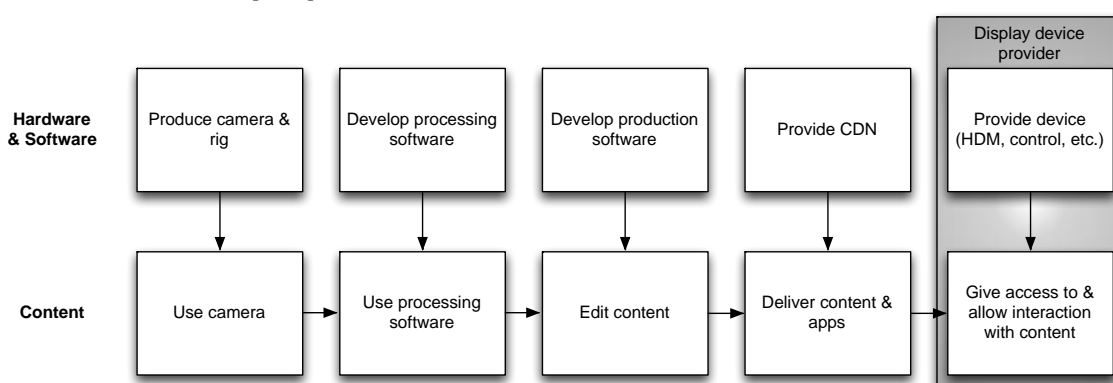 Display device
provider
Hardware
& Software
Produce camera &
rig
Develop processing
software
Develop production
software
Provide CDN
Provide device
(HDM, control, etc.)
Content
Use camera
Use processing
software
Edit content
Deliver content &
apps
Give access to &
allow interaction
with content